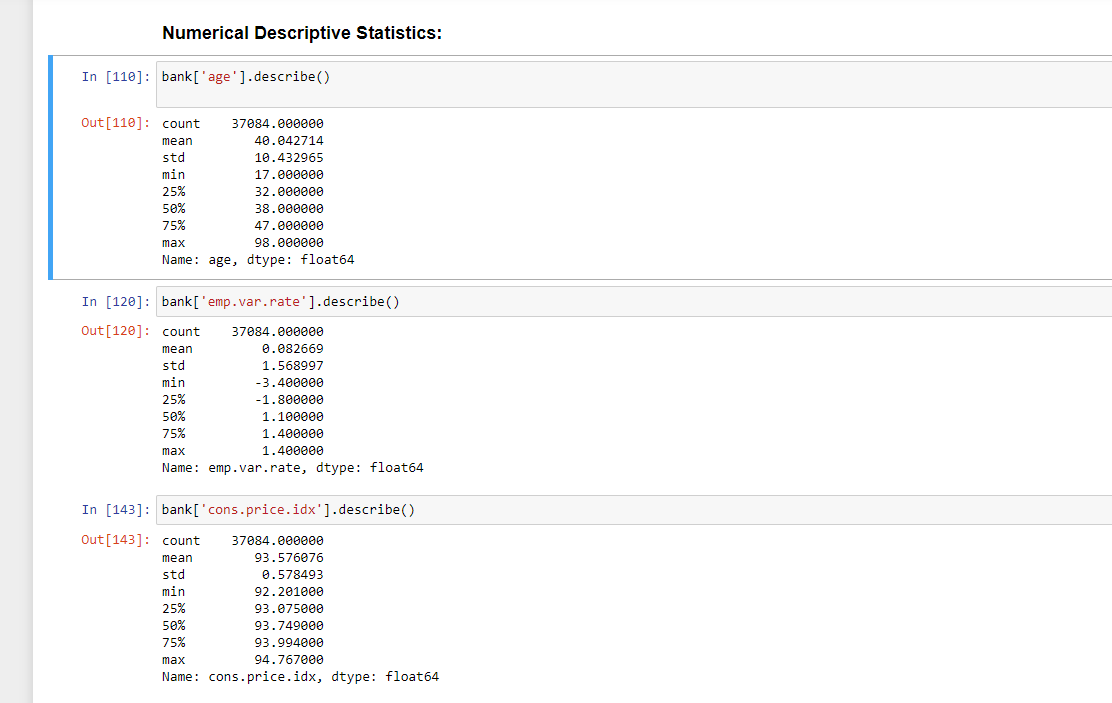 Numerical Descriptive Statistics:
In [110]: bank['age'].describe()
Out[110]: count    37084.000000
mean        40.042714
std         10.432965
min         17.000000
25%         32.000000
50%         38.000000
75%         47.000000
max         98.000000
Name: age, dtype: float64
In [120]: bank['emp.var.rate'].describe()
Out[120]: count    37084.000000
mean         0.082669
std          1.568997
min         -3.400000
25%         -1.800000
50%          1.100000
75%          1.400000
max          1.400000
Name: emp.var.rate, dtype: float64
In [143]: bank['cons.price.idx'].describe()
Out[143]: count    37084.000000
mean        93.576076
std          0.578493
min         92.201000
25%         93.075000
50%         93.749000
75%         93.994000
max         94.767000
Name: cons.price.idx, dtype: float64